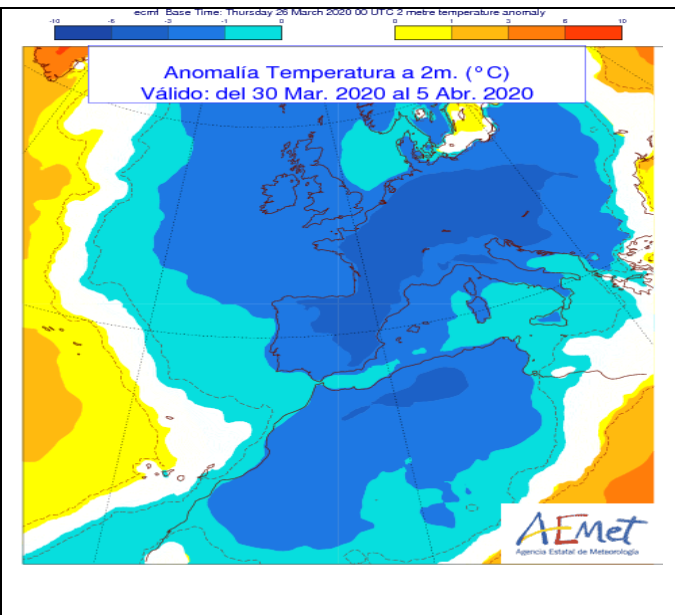 ecmf Base Time: Thursday 26 March 2020 00 UTC 2 metre temperature anomaly
-10 -6 -3 -1 0 0 1 3 6 10
Anomalía Temperatura a 2m. (°C)
Válido: del 30 Mar. 2020 al 5 Abr. 2020
AEMet
Agencia Estatal de Meteorología